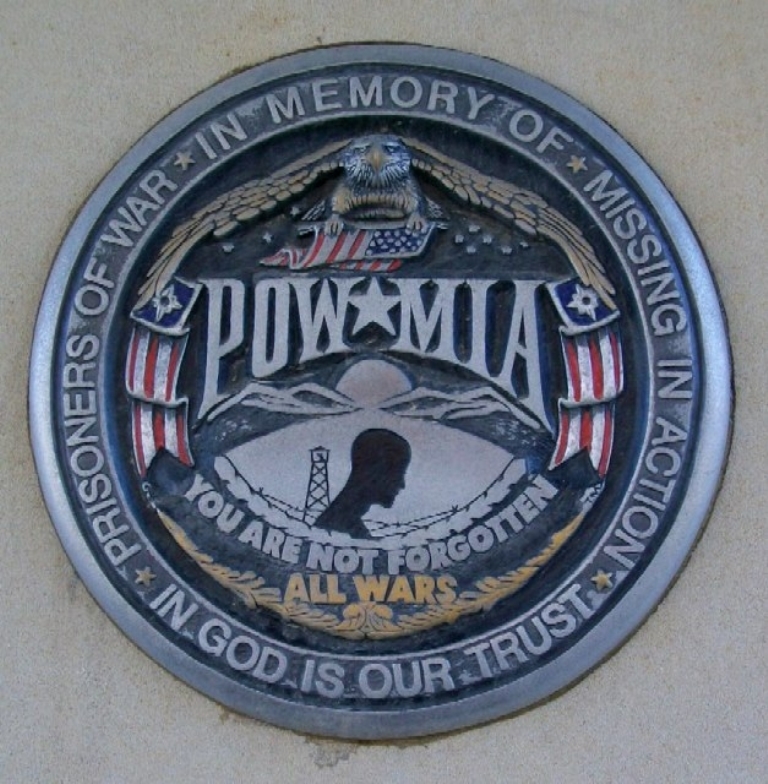 IN MEMORY OF
MISSING IN ACTION
PRISONERS OF WAR
POW★MIA
YOU ARE NOT FORGOTTEN
ALL WARS
IN GOD IS OUR TRUST